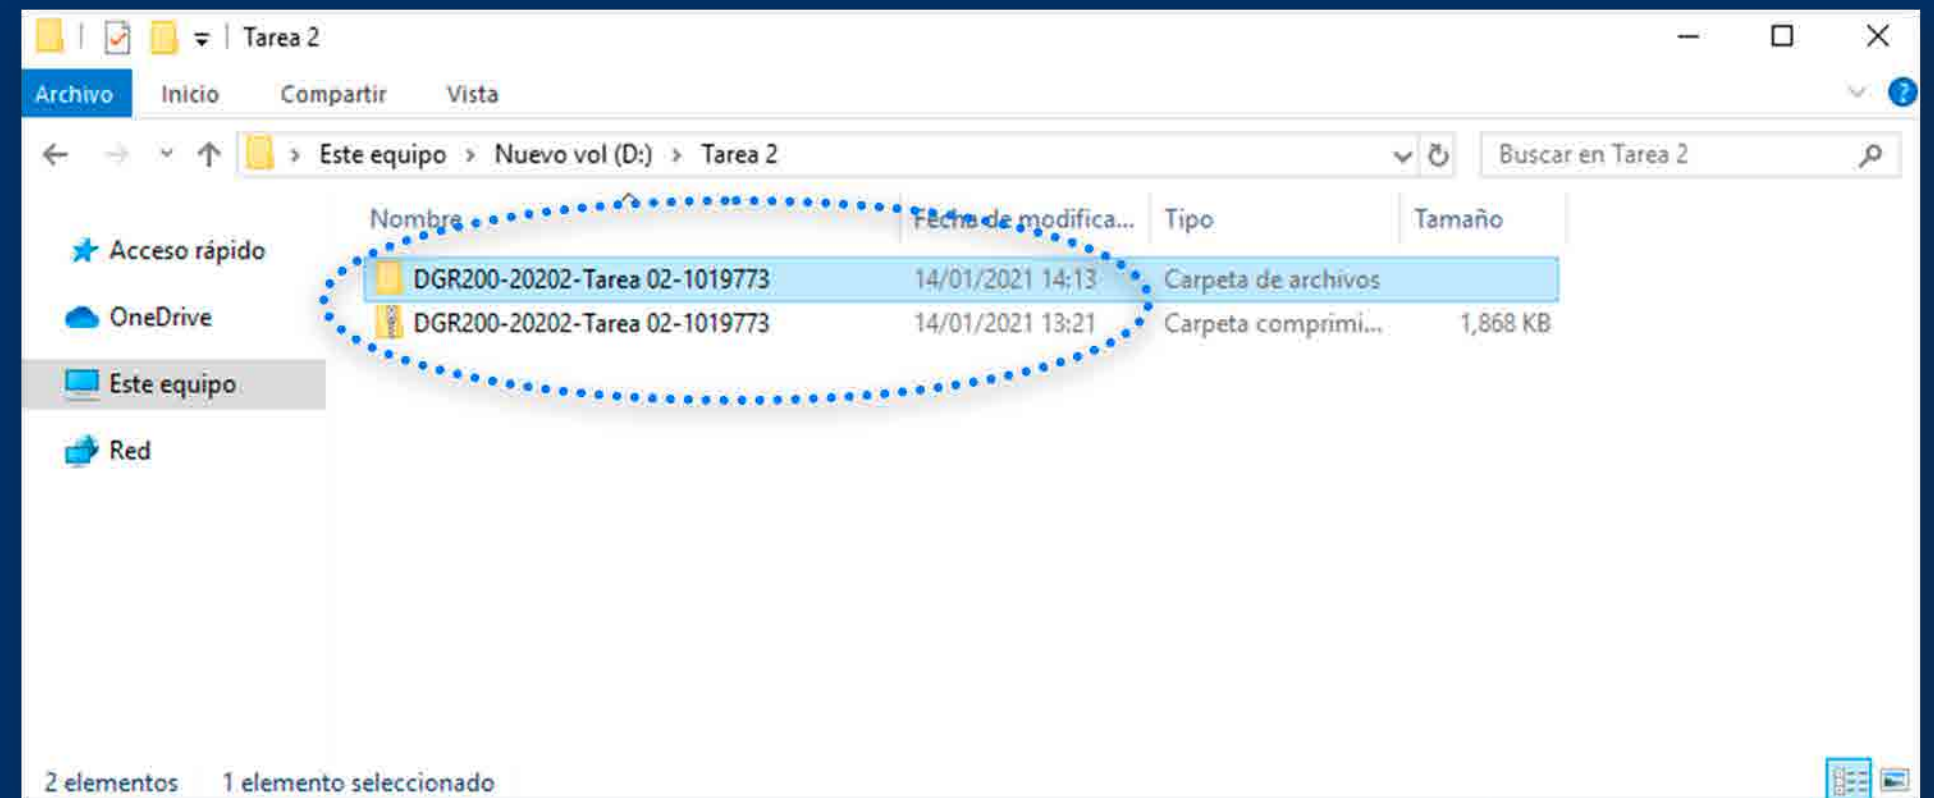 Tarea 2
Archivo Inicio Compartir Vista
Este equipo > Nuevo vol (D:) > Tarea 2 Buscar en Tarea 2
Nombre Fecha de modifica... Tipo Tamaño
Acceso rápido
DGR200-20202-Tarea 02-1019773 14/01/2021 14:13 Carpeta de archivos
OneDrive
DGR200-20202-Tarea 02-1019773 14/01/2021 13:21 Carpeta comprimi... 1,868 KB
Este equipo
Red
2 elementos 1 elemento seleccionado